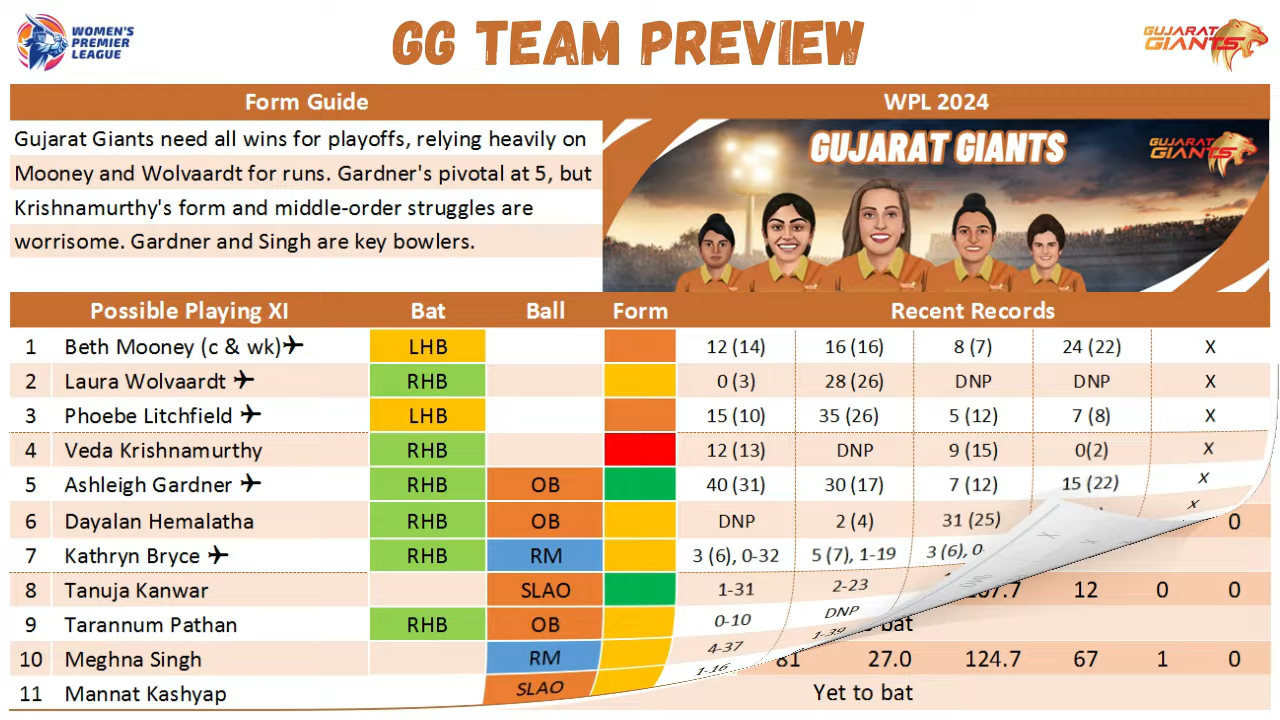 WOMEN'S
PREMIER
LEAGUE
GG TEAM PREVIEW
GUJARAT
GIANTS
Form Guide
WPL 2024
Gujarat Giants need all wins for playoffs, relying heavily on
Mooney and Wolvaardt for runs. Gardner's pivotal at 5, but
Krishnamurthy's form and middle-order struggles are
worrisome. Gardner and Singh are key bowlers.
GUJARAT GIANTS
GUJARAT
GIANTS
Possible Playing XI Bat Ball Form Recent Records
1 Beth Mooney (c & wk) LHB 12 (14) 16 (16) 8 (7) 24 (22) X
2 Laura Wolvaardt RHB 0 (3) 28 (26) DNP DNP X
3 Phoebe Litchfield LHB 15 (10) 35 (26) 5 (12) 7 (8) X
4 Veda Krishnamurthy RHB 12 (13) DNP 9 (15) 0(2) X
5 Ashleigh Gardner RHB OB 40 (31) 30 (17) 7 (12) 15 (22) X
6 Dayalan Hemalatha RHB OB DNP 2 (4) 31 (25) X 0
7 Kathryn Bryce RHB RM 3 (6), 0-32 5 (7), 1-19 3 (6), 0- X X X
8 Tanuja Kanwar SLAO 1-31 2-23 12 0 0
9 Tarannum Pathan RHB OB 0-10 DNP bat
10 Meghna Singh RM 4-37 1-39 81 27.0 124.7 67 1 0
11 Mannat Kashyap SLAO 1-16 Yet to bat